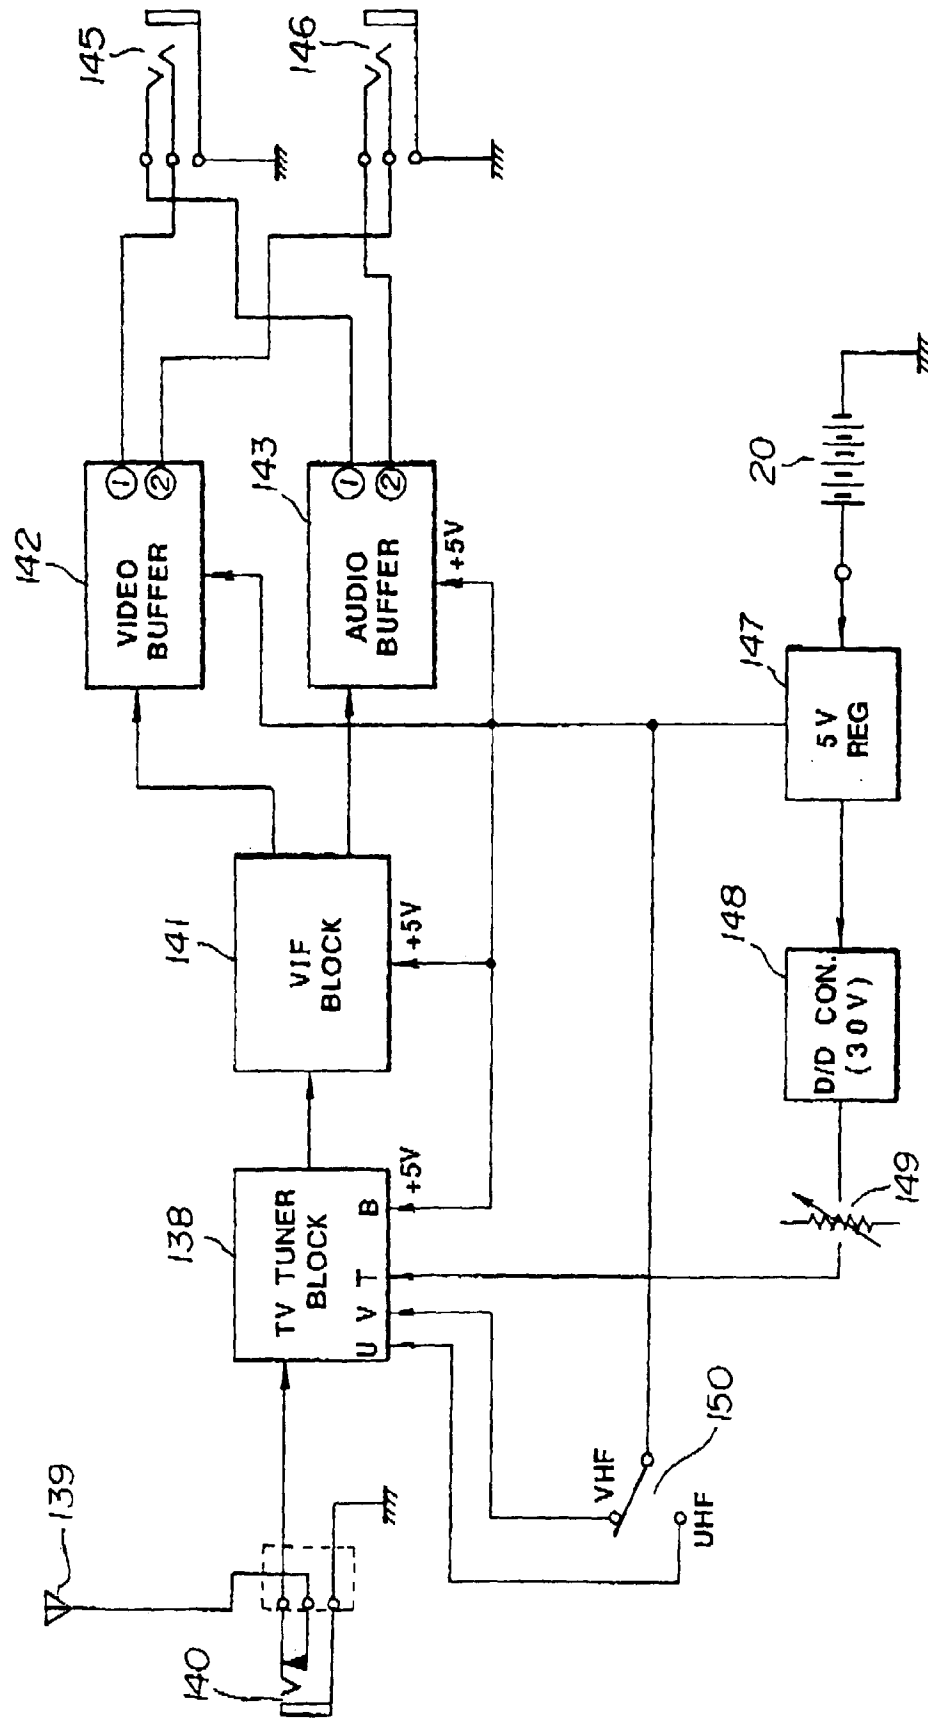 139
140
138
TV TUNER
BLOCK
U V T B
+5V
141
VIF
BLOCK
+5V
142
VIDEO
BUFFER
①
②
143
AUDIO
BUFFER
①
②
+5V
145
146
VHF
UHF
150
149
148
D/D CON.
(30V)
147
5V
REG
20